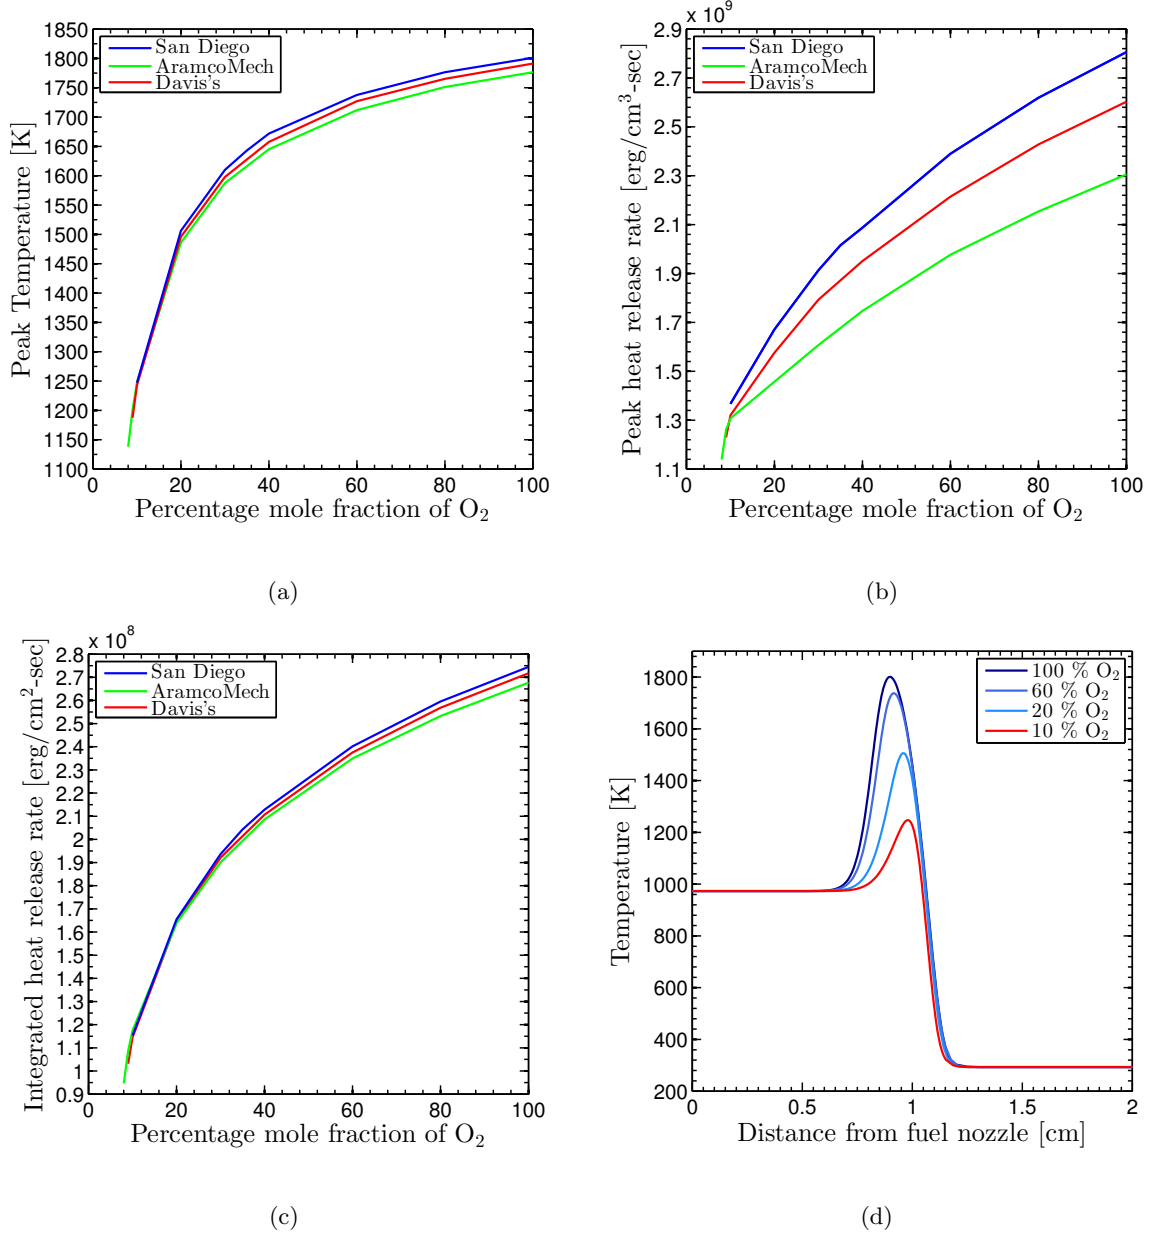 1850
1800
1750
1700
1650
1600
1550
1500
1450
1400
1350
1300
1250
1200
1150
1100
0 20 40 60 80 100
Peak Temperature [K]
Percentage mole fraction of O₂
San Diego
AramcoMech
Davis's
(a)
x 10⁹
2.9
2.7
2.5
2.3
2.1
1.9
1.7
1.5
1.3
1.1
0 20 40 60 80 100
Peak heat release rate [erg/cm³-sec]
Percentage mole fraction of O₂
San Diego
AramcoMech
Davis's
(b)
x 10⁸
2.8
2.7
2.6
2.5
2.4
2.3
2.2
2.1
2
1.9
1.8
1.7
1.6
1.5
1.4
1.3
1.2
1.1
1
0.9
0 20 40 60 80 100
Integrated heat release rate [erg/cm²-sec]
Percentage mole fraction of O₂
San Diego
AramcoMech
Davis's
(c)
1800
1600
1400
1200
1000
800
600
400
200
0 0.5 1 1.5 2
Temperature [K]
Distance from fuel nozzle [cm]
100 % O₂
60 % O₂
20 % O₂
10 % O₂
(d)